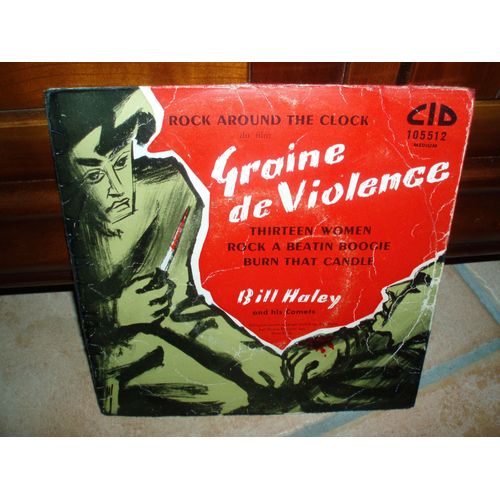 ROCK AROUND THE CLOCK
du film
CID
105512
MEDIUM
Graine
de Violence
THIRTEEN WOMEN
ROCK A BEATIN BOOGIE
BURN THAT CANDLE
Bill Haley
and his Comets